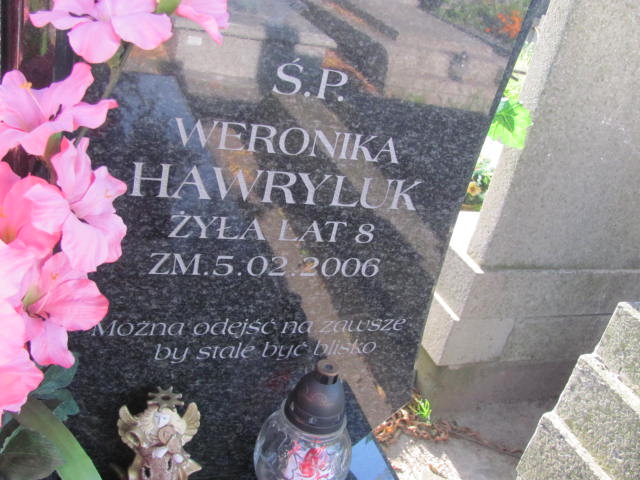 Ś.P.
WERONIKA
HAWRYLUK
ŻYŁA LAT 8
ZM.5.02.2006
Można odejść na zawsze
by stale być blisko